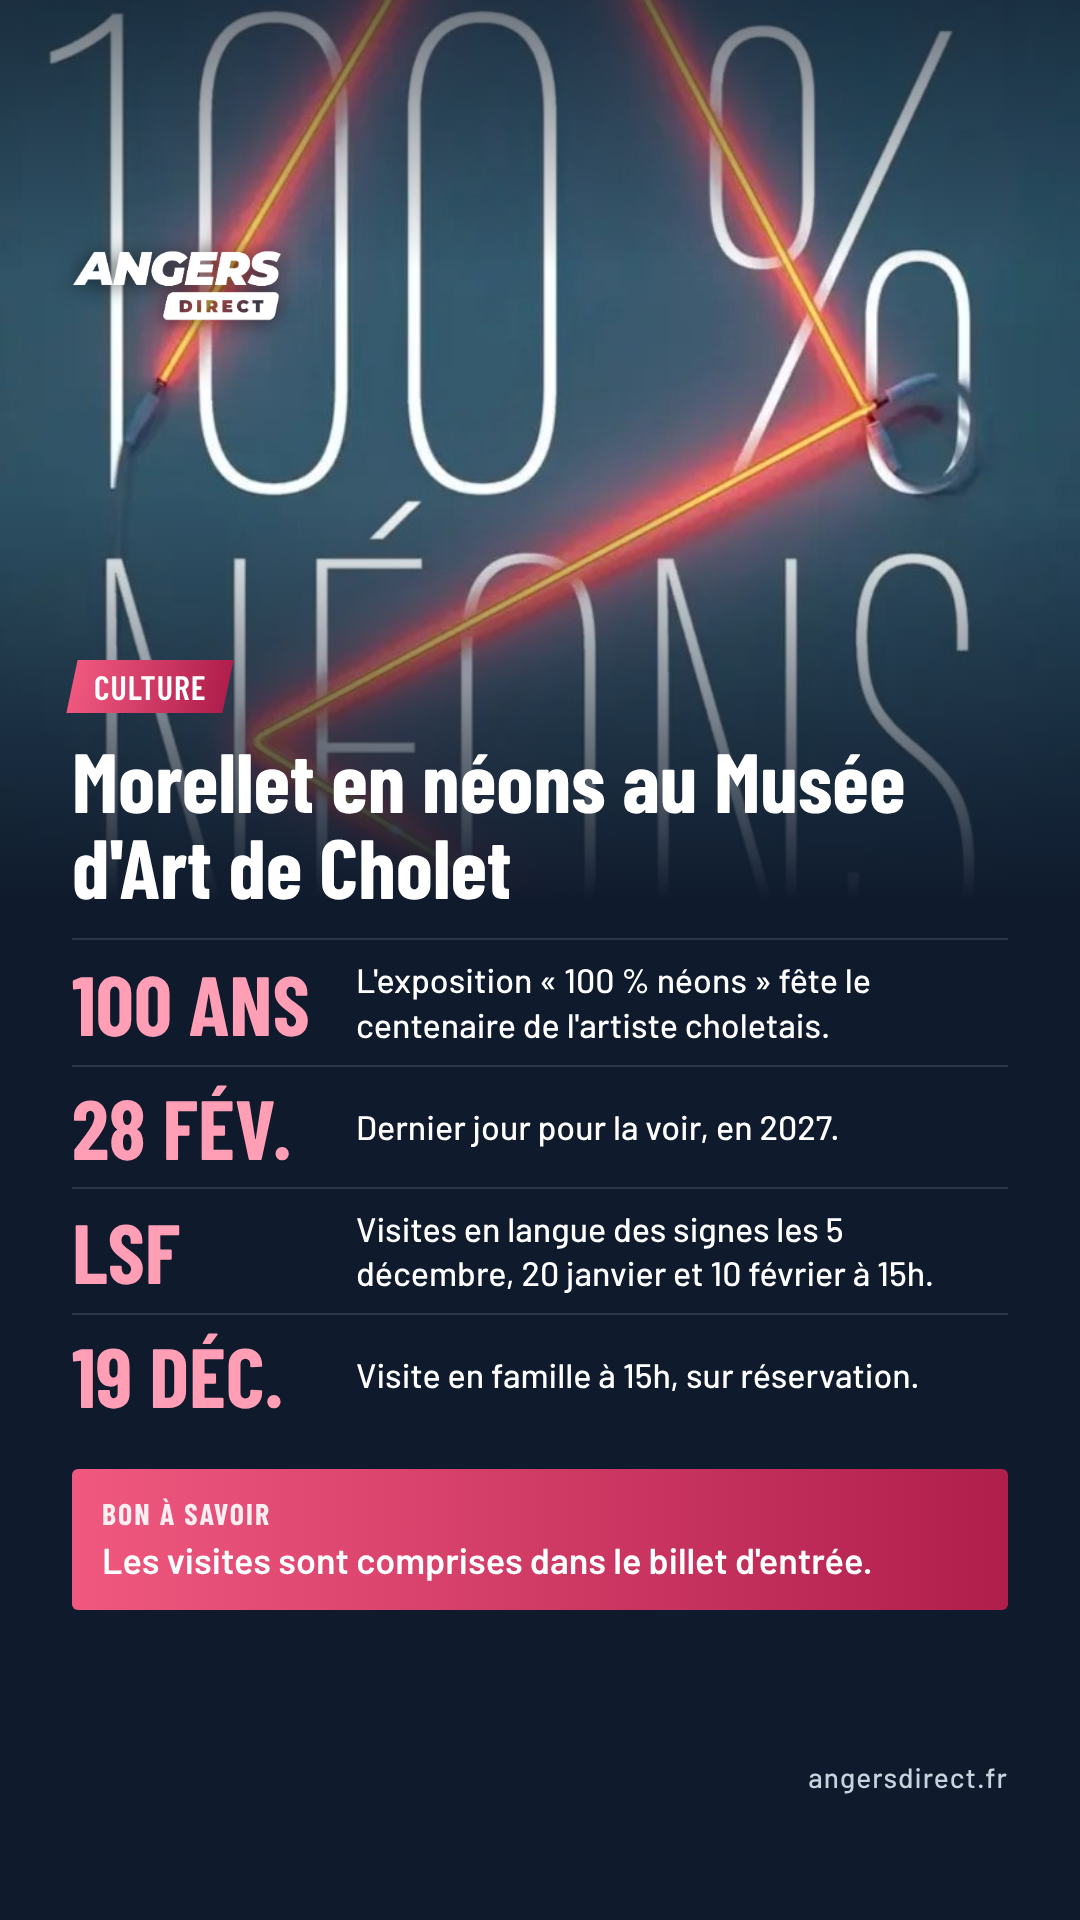 100 %
ANGERS
DIRECT
NÉONS
CULTURE
Morellet en néons au Musée
d'Art de Cholet
100 ANS
L'exposition « 100 % néons » fête le
centenaire de l'artiste choletais.
28 FÉV.
Dernier jour pour la voir, en 2027.
LSF
Visites en langue des signes les 5
décembre, 20 janvier et 10 février à 15h.
19 DÉC.
Visite en famille à 15h, sur réservation.
BON À SAVOIR
Les visites sont comprises dans le billet d'entrée.
angersdirect.fr